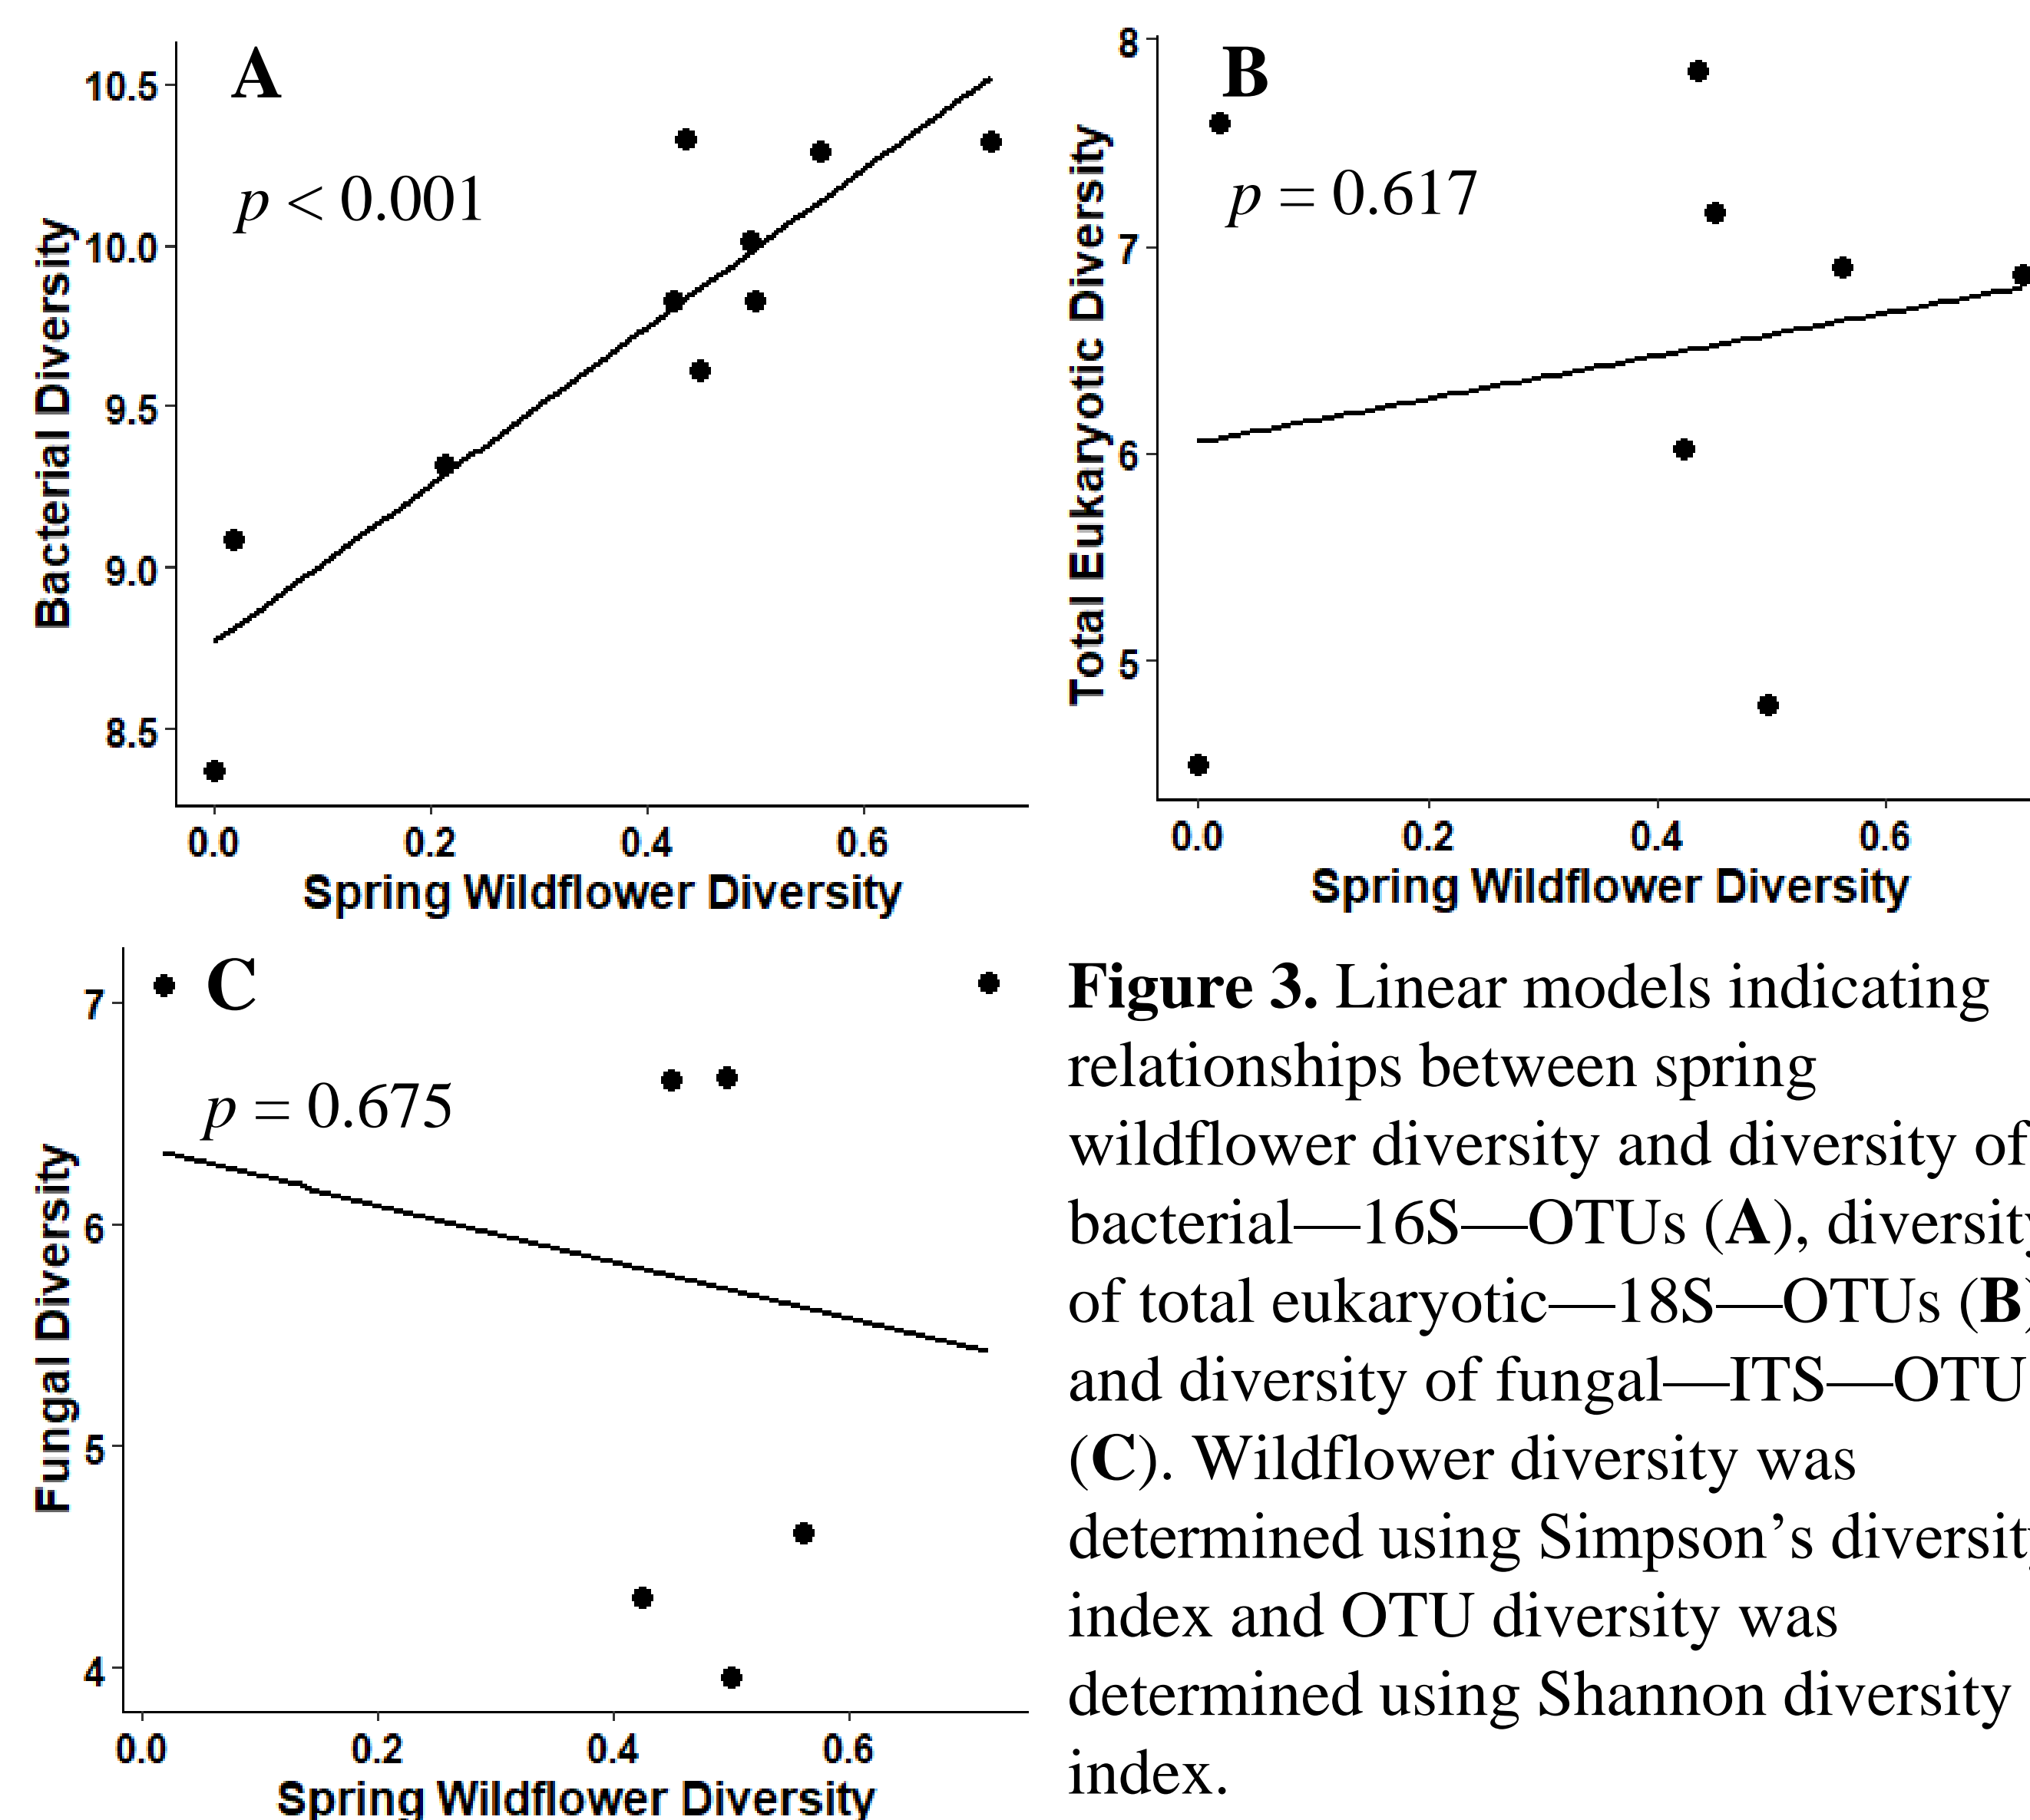 A
p < 0.001
10.5
10.0
9.5
9.0
8.5
Bacterial Diversity
0.0 0.2 0.4 0.6
Spring Wildflower Diversity
B
p = 0.617
8
7
6
5
Total Eukaryotic Diversity
0.0 0.2 0.4 0.6
Spring Wildflower Diversity
C
p = 0.675
7
6
5
4
Fungal Diversity
0.0 0.2 0.4 0.6
Spring Wildflower Diversity
Figure 3. Linear models indicating
relationships between spring
wildflower diversity and diversity of
bacterial—16S—OTUs (A), diversity
of total eukaryotic—18S—OTUs (B)
and diversity of fungal—ITS—OTU
(C). Wildflower diversity was
determined using Simpson’s diversity
index and OTU diversity was
determined using Shannon diversity
index.